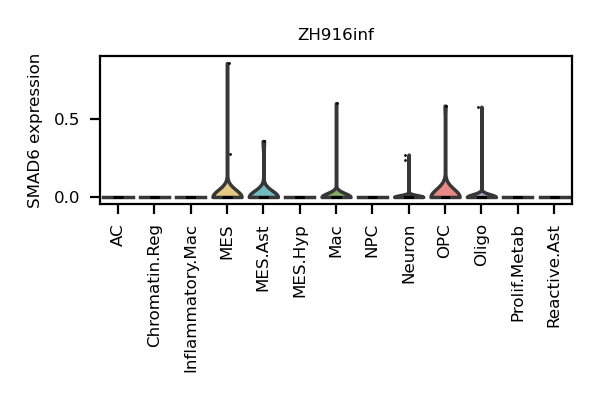 ZH916inf
SMAD6 expression
0.5
0.0
AC
Chromatin.Reg
Inflammatory.Mac
MES
MES.Ast
MES.Hyp
Mac
NPC
Neuron
OPC
Oligo
Prolif.Metab
Reactive.Ast